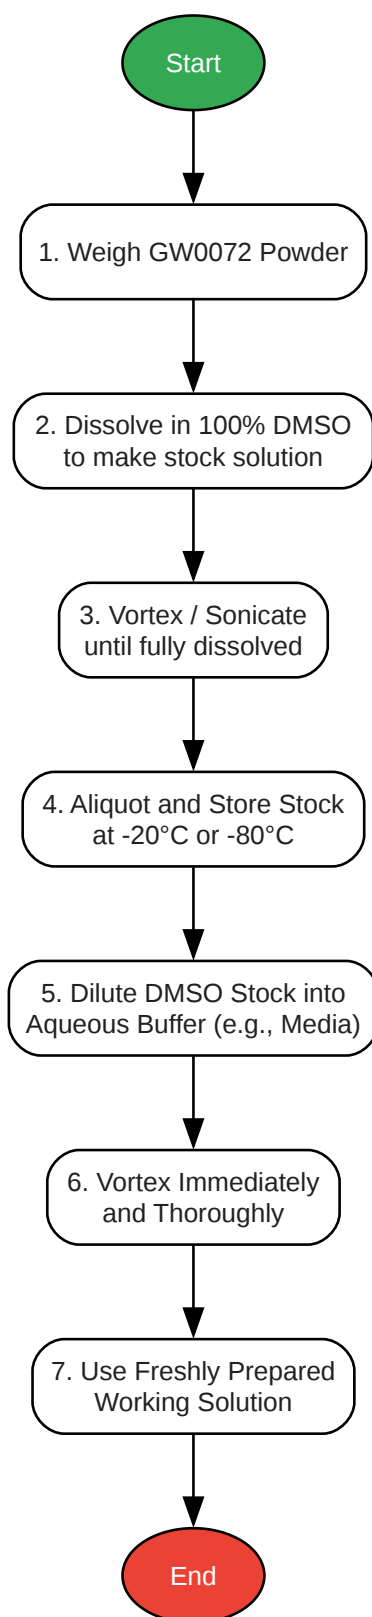 Start
1. Weigh GW0072 Powder
2. Dissolve in 100% DMSO
to make stock solution
3. Vortex / Sonicate
until fully dissolved
4. Aliquot and Store Stock
at -20°C or -80°C
5. Dilute DMSO Stock into
Aqueous Buffer (e.g., Media)
6. Vortex Immediately
and Thoroughly
7. Use Freshly Prepared
Working Solution
End